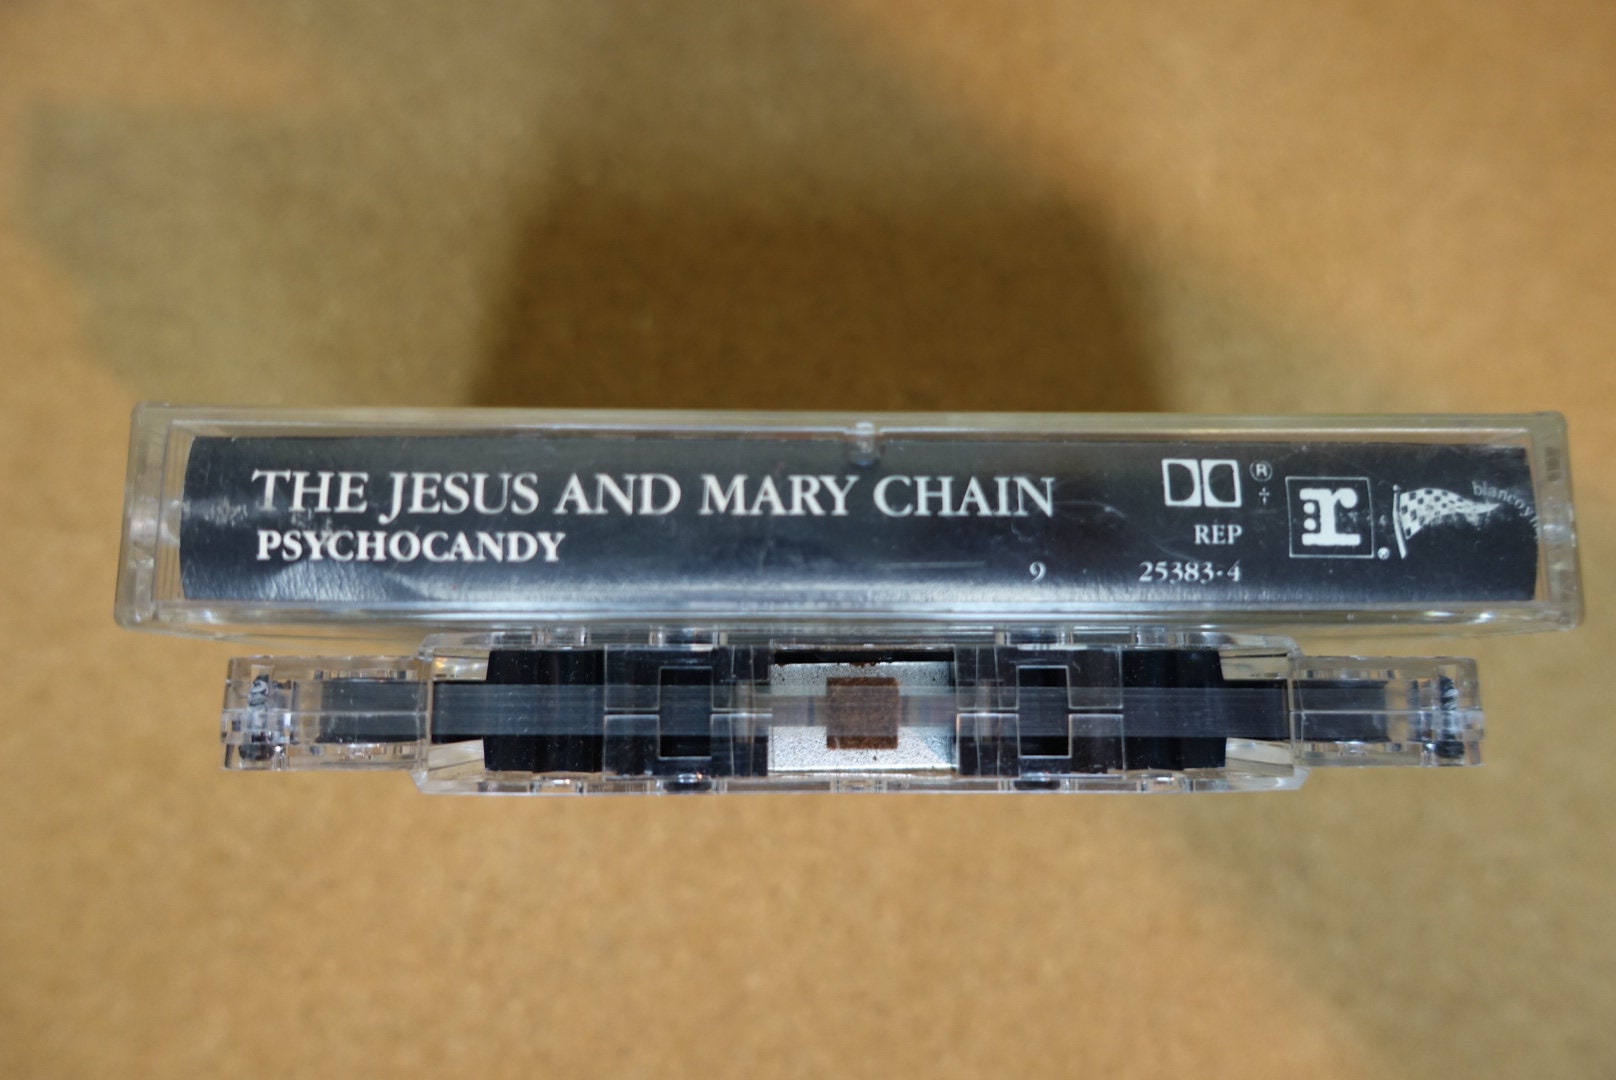 THE JESUS AND MARY CHAIN
PSYCHOCANDY
®
†
REP
9 25383-4
r